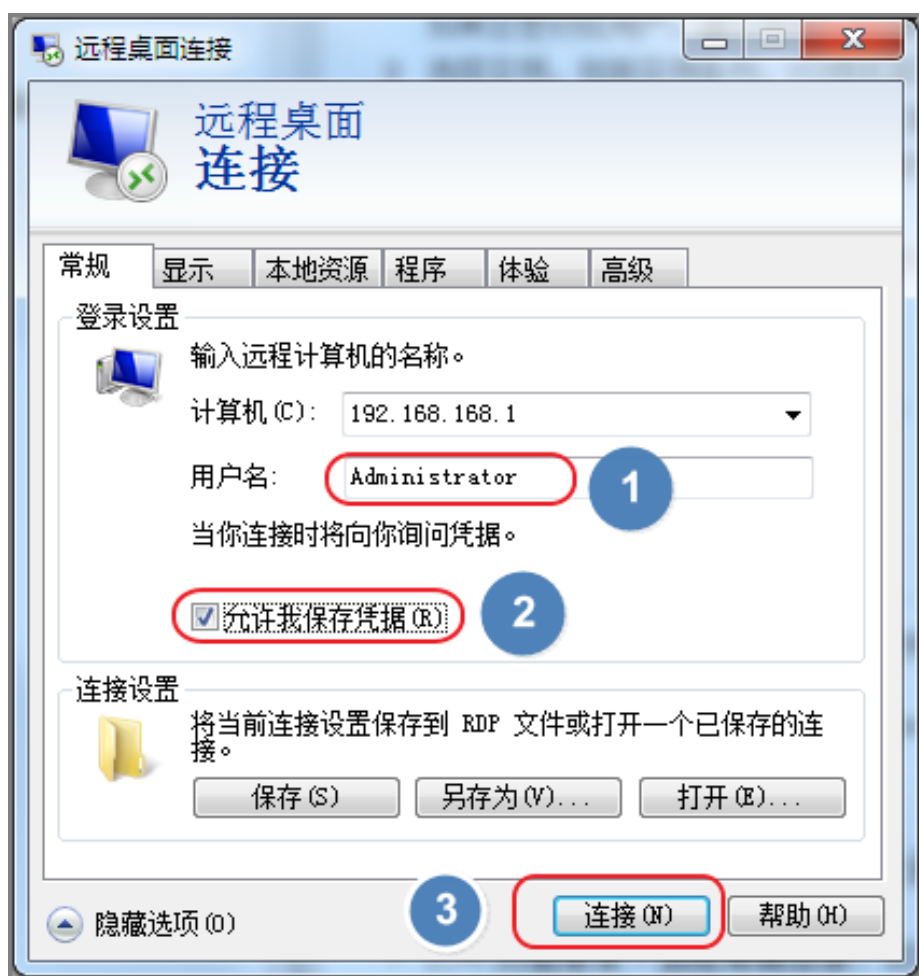 远程桌面连接
远程桌面
连接
常规 显示 本地资源 程序 体验 高级
登录设置
输入远程计算机的名称。
计算机(C): 192.168.168.1
用户名: Administrator
1
当你连接时将向你询问凭据。
允许我保存凭据(R)
2
连接设置
将当前连接设置保存到 RDP 文件或打开一个已保存的连
接。
保存(S) 另存为(V)... 打开(E)...
隐藏选项(O)
3
连接(N) 帮助(H)